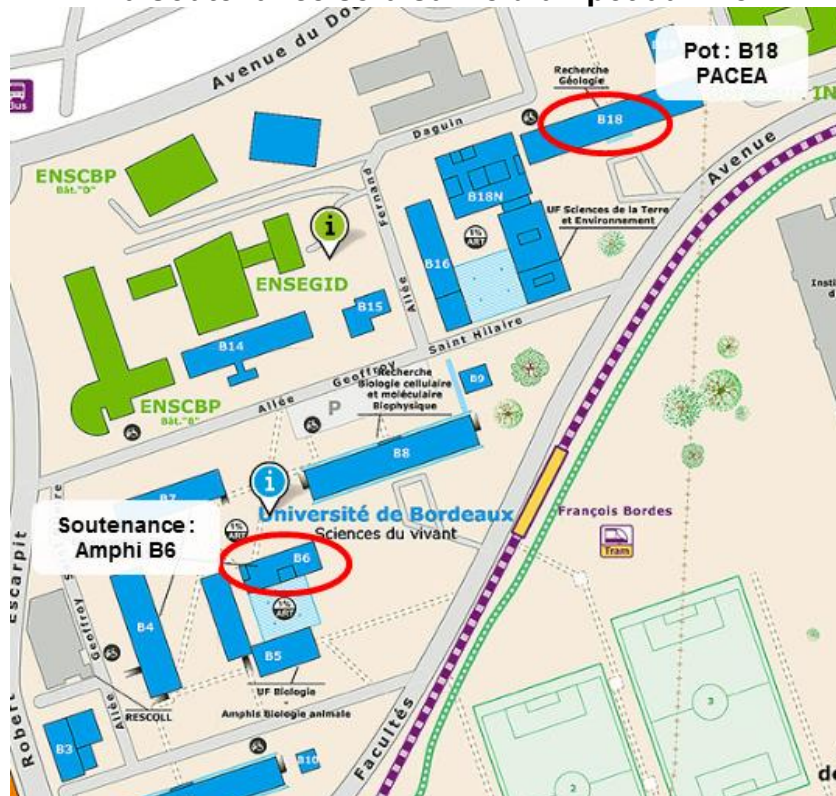 Avenue du Do
Bus
Pot : B18
PACEA
Recherche
Géologie
B18
IN
Daguin
Avenue
ENSCBP
Bât."D"
Fernand
B18N
UF Sciences de la Terre
et Environnement
i
1%
ART
ENSEGID
B16
Insti
d
B15
Allée
B14
Saint Hilaire
Geoffroy
Allée
Recherche
Biologie cellulaire
et moléculaire
Biophysique
B9
ENSCBP
Bât."B"
P
B8
B7
i
Université de Bordeaux
Sciences du vivant
François Bordes
Tram
Soutenance :
Amphi B6
1%
ART
B6
Escarpit
Robert
Geoffroy
Allée
B4
1%
ART
B5
UF Biologie
-
Amphis Biologie animale
RESCOLL
B3
B10
Facultés
3
2
de